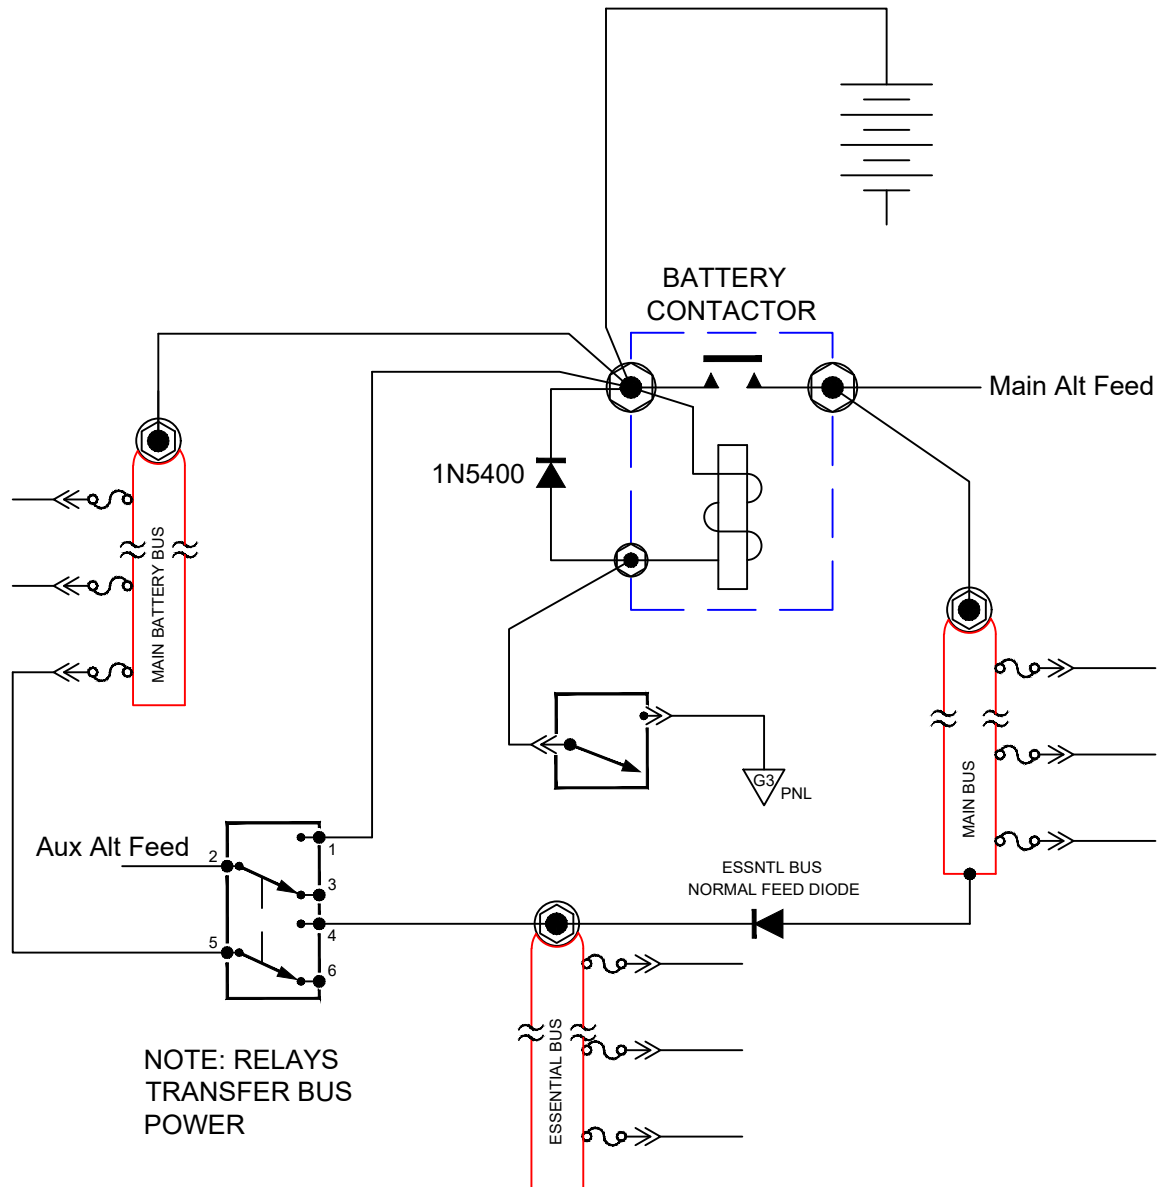 BATTERY
CONTACTOR
Main Alt Feed
1N5400
MAIN BATTERY BUS
G3
PNL
MAIN BUS
Aux Alt Feed
1
2
3
4
5
6
ESSNTL BUS
NORMAL FEED DIODE
ESSENTIAL BUS
NOTE: RELAYS
TRANSFER BUS
POWER